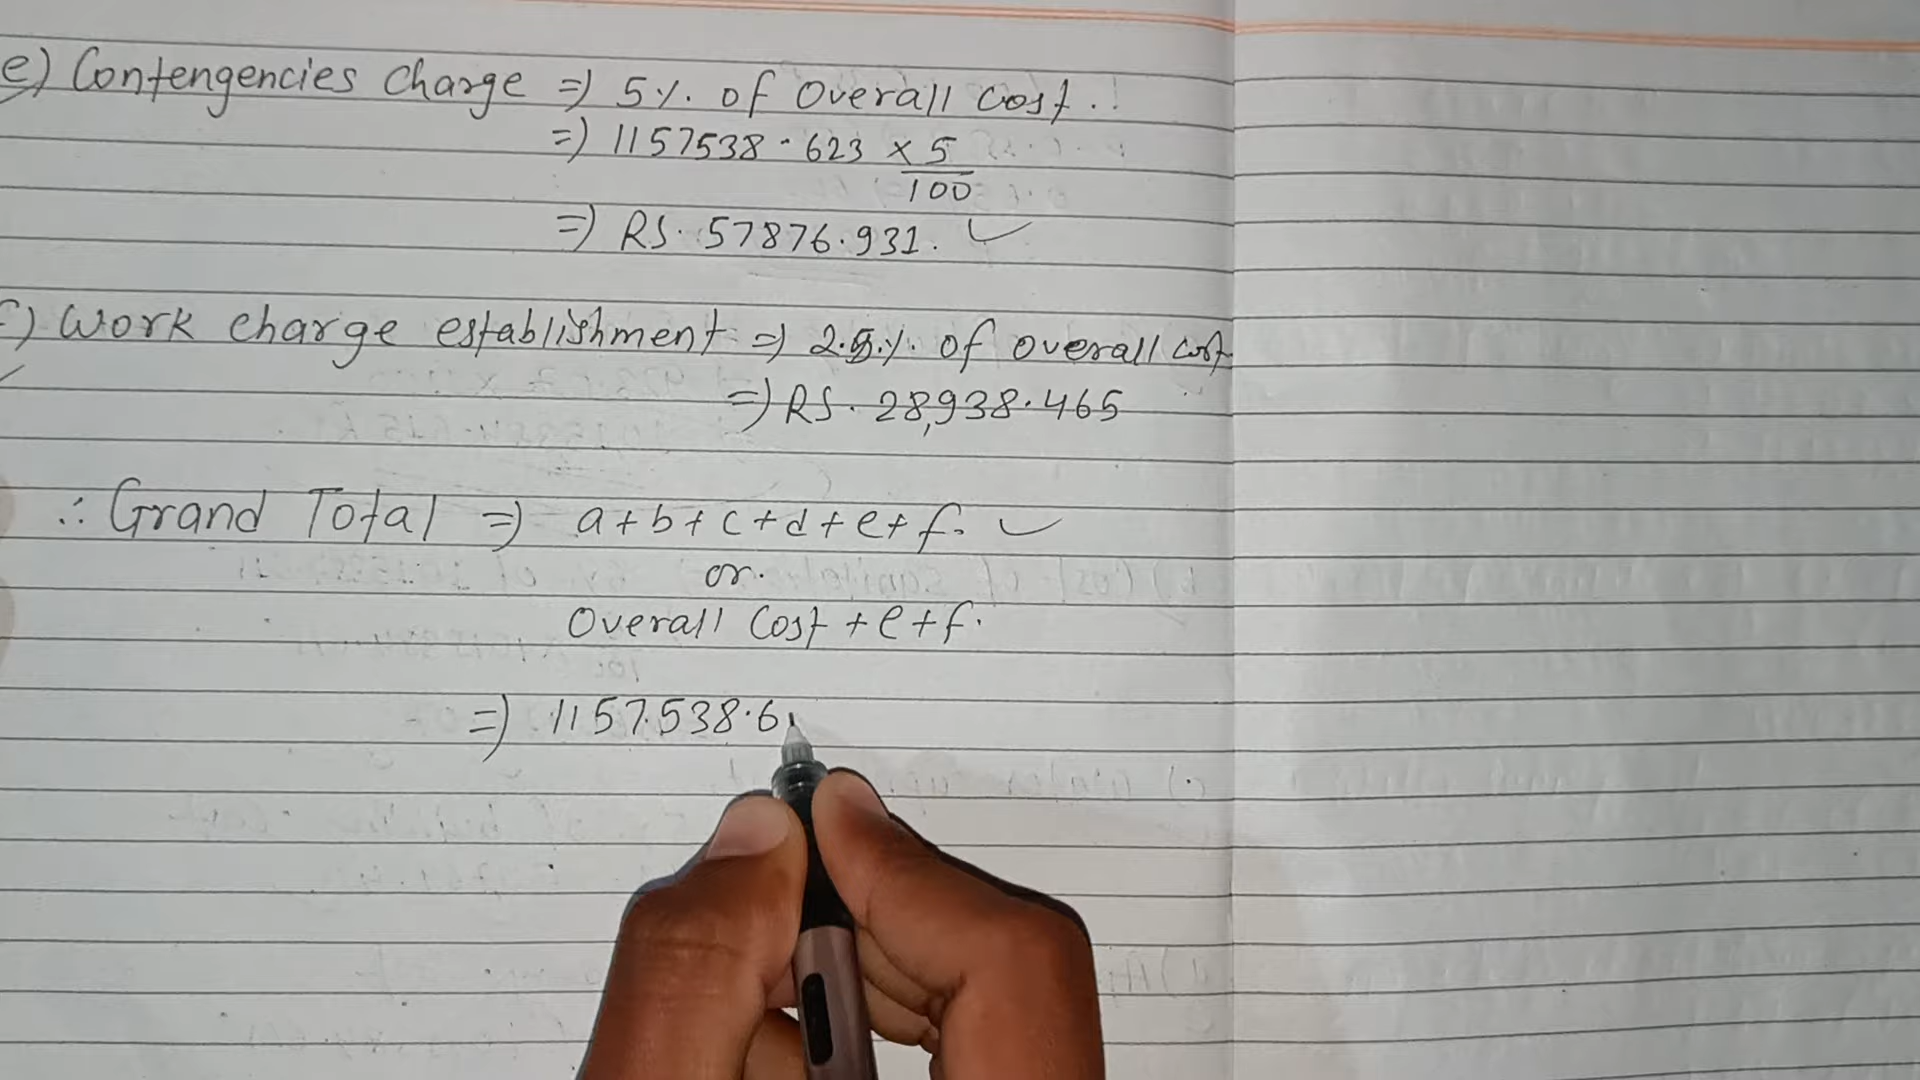 e) Contengencies Charge => 5%. of Overall Cost.
=> 1157538.623 × 5
100
=> RS. 57876.931.
f) Work charge establishment => 2.5.%. of overall cost
=> RS. 28,938.465
∴ Grand Total => a+b+c+d+e+f.
or.
Overall Cost +e+f.
=> 1157538.6